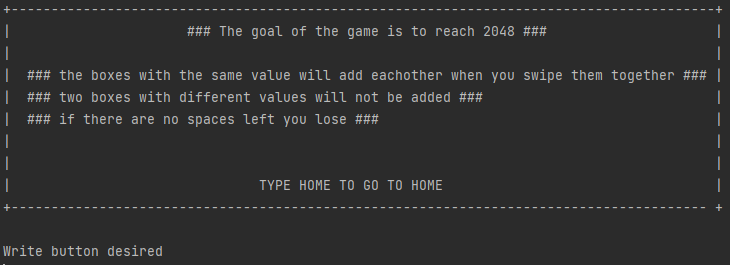 ### The goal of the game is to reach 2048 ###
### the boxes with the same value will add eachother when you swipe them together ###
### two boxes with different values will not be added ###
### if there are no spaces left you lose ###
TYPE HOME TO GO TO HOME
Write button desired